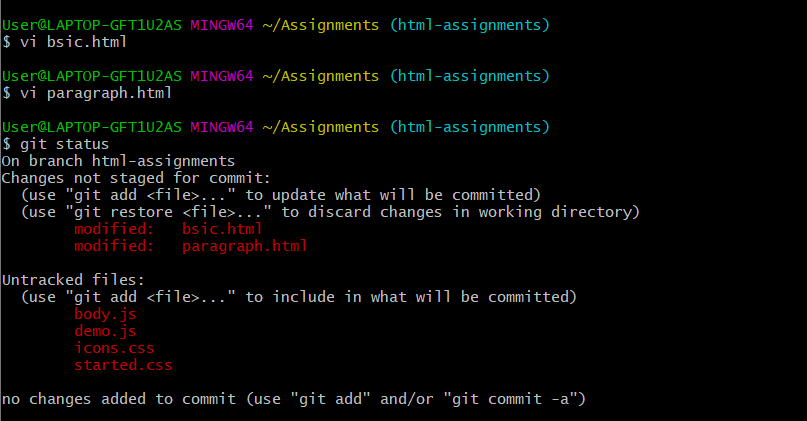 User@LAPTOP-GFT1U2AS MINGW64 ~/Assignments (html-assignments)
$ vi bsic.html
User@LAPTOP-GFT1U2AS MINGW64 ~/Assignments (html-assignments)
$ vi paragraph.html
User@LAPTOP-GFT1U2AS MINGW64 ~/Assignments (html-assignments)
$ git status
On branch html-assignments
Changes not staged for commit:
  (use "git add <file>..." to update what will be committed)
  (use "git restore <file>..." to discard changes in working directory)
        modified:   bsic.html
        modified:   paragraph.html
Untracked files:
  (use "git add <file>..." to include in what will be committed)
        body.js
        demo.js
        icons.css
        started.css
no changes added to commit (use "git add" and/or "git commit -a")